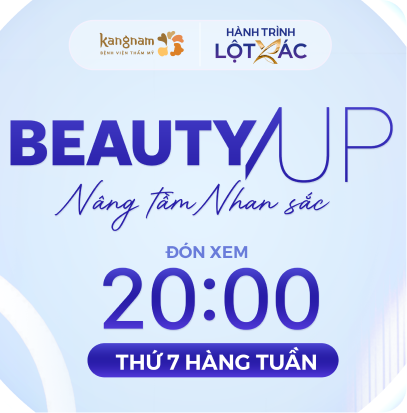 kangnam
BỆNH VIỆN THẨM MỸ
HÀNH TRÌNH
LỘT XÁC
BEAUTY UP
Nâng tầm Nhan sắc
ĐÓN XEM
20:00
THỨ 7 HÀNG TUẦN